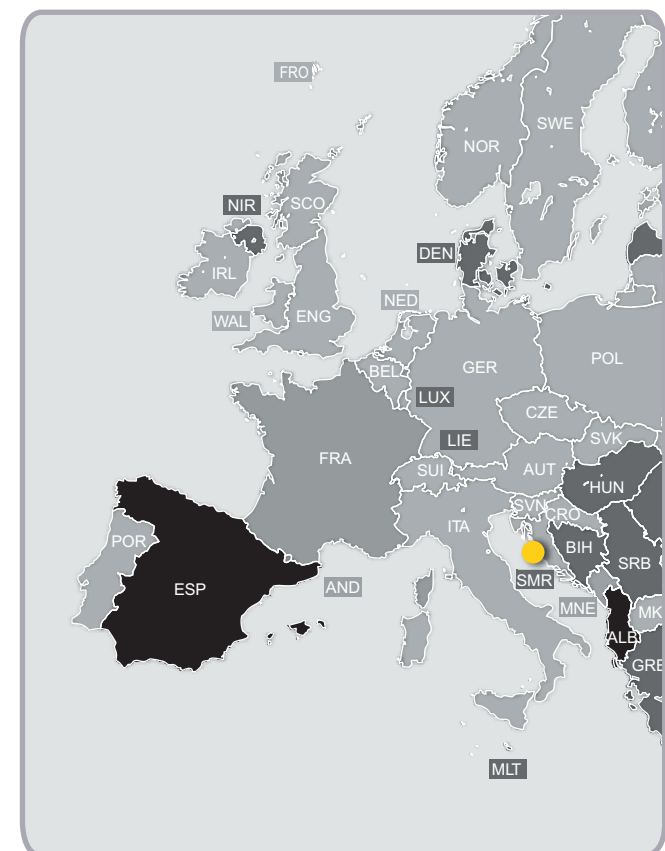 FRO
SWE
NOR
NIR
SCO
DEN
IRL
NED
WAL
ENG
POL
GER
BEL
LUX
CZE
LIE
SVK
FRA
SUI
AUT
HUN
SVN
CRO
ITA
POR
BIH
SRB
SMR
ESP
AND
MNE
MK
ALB
GRE
MLT